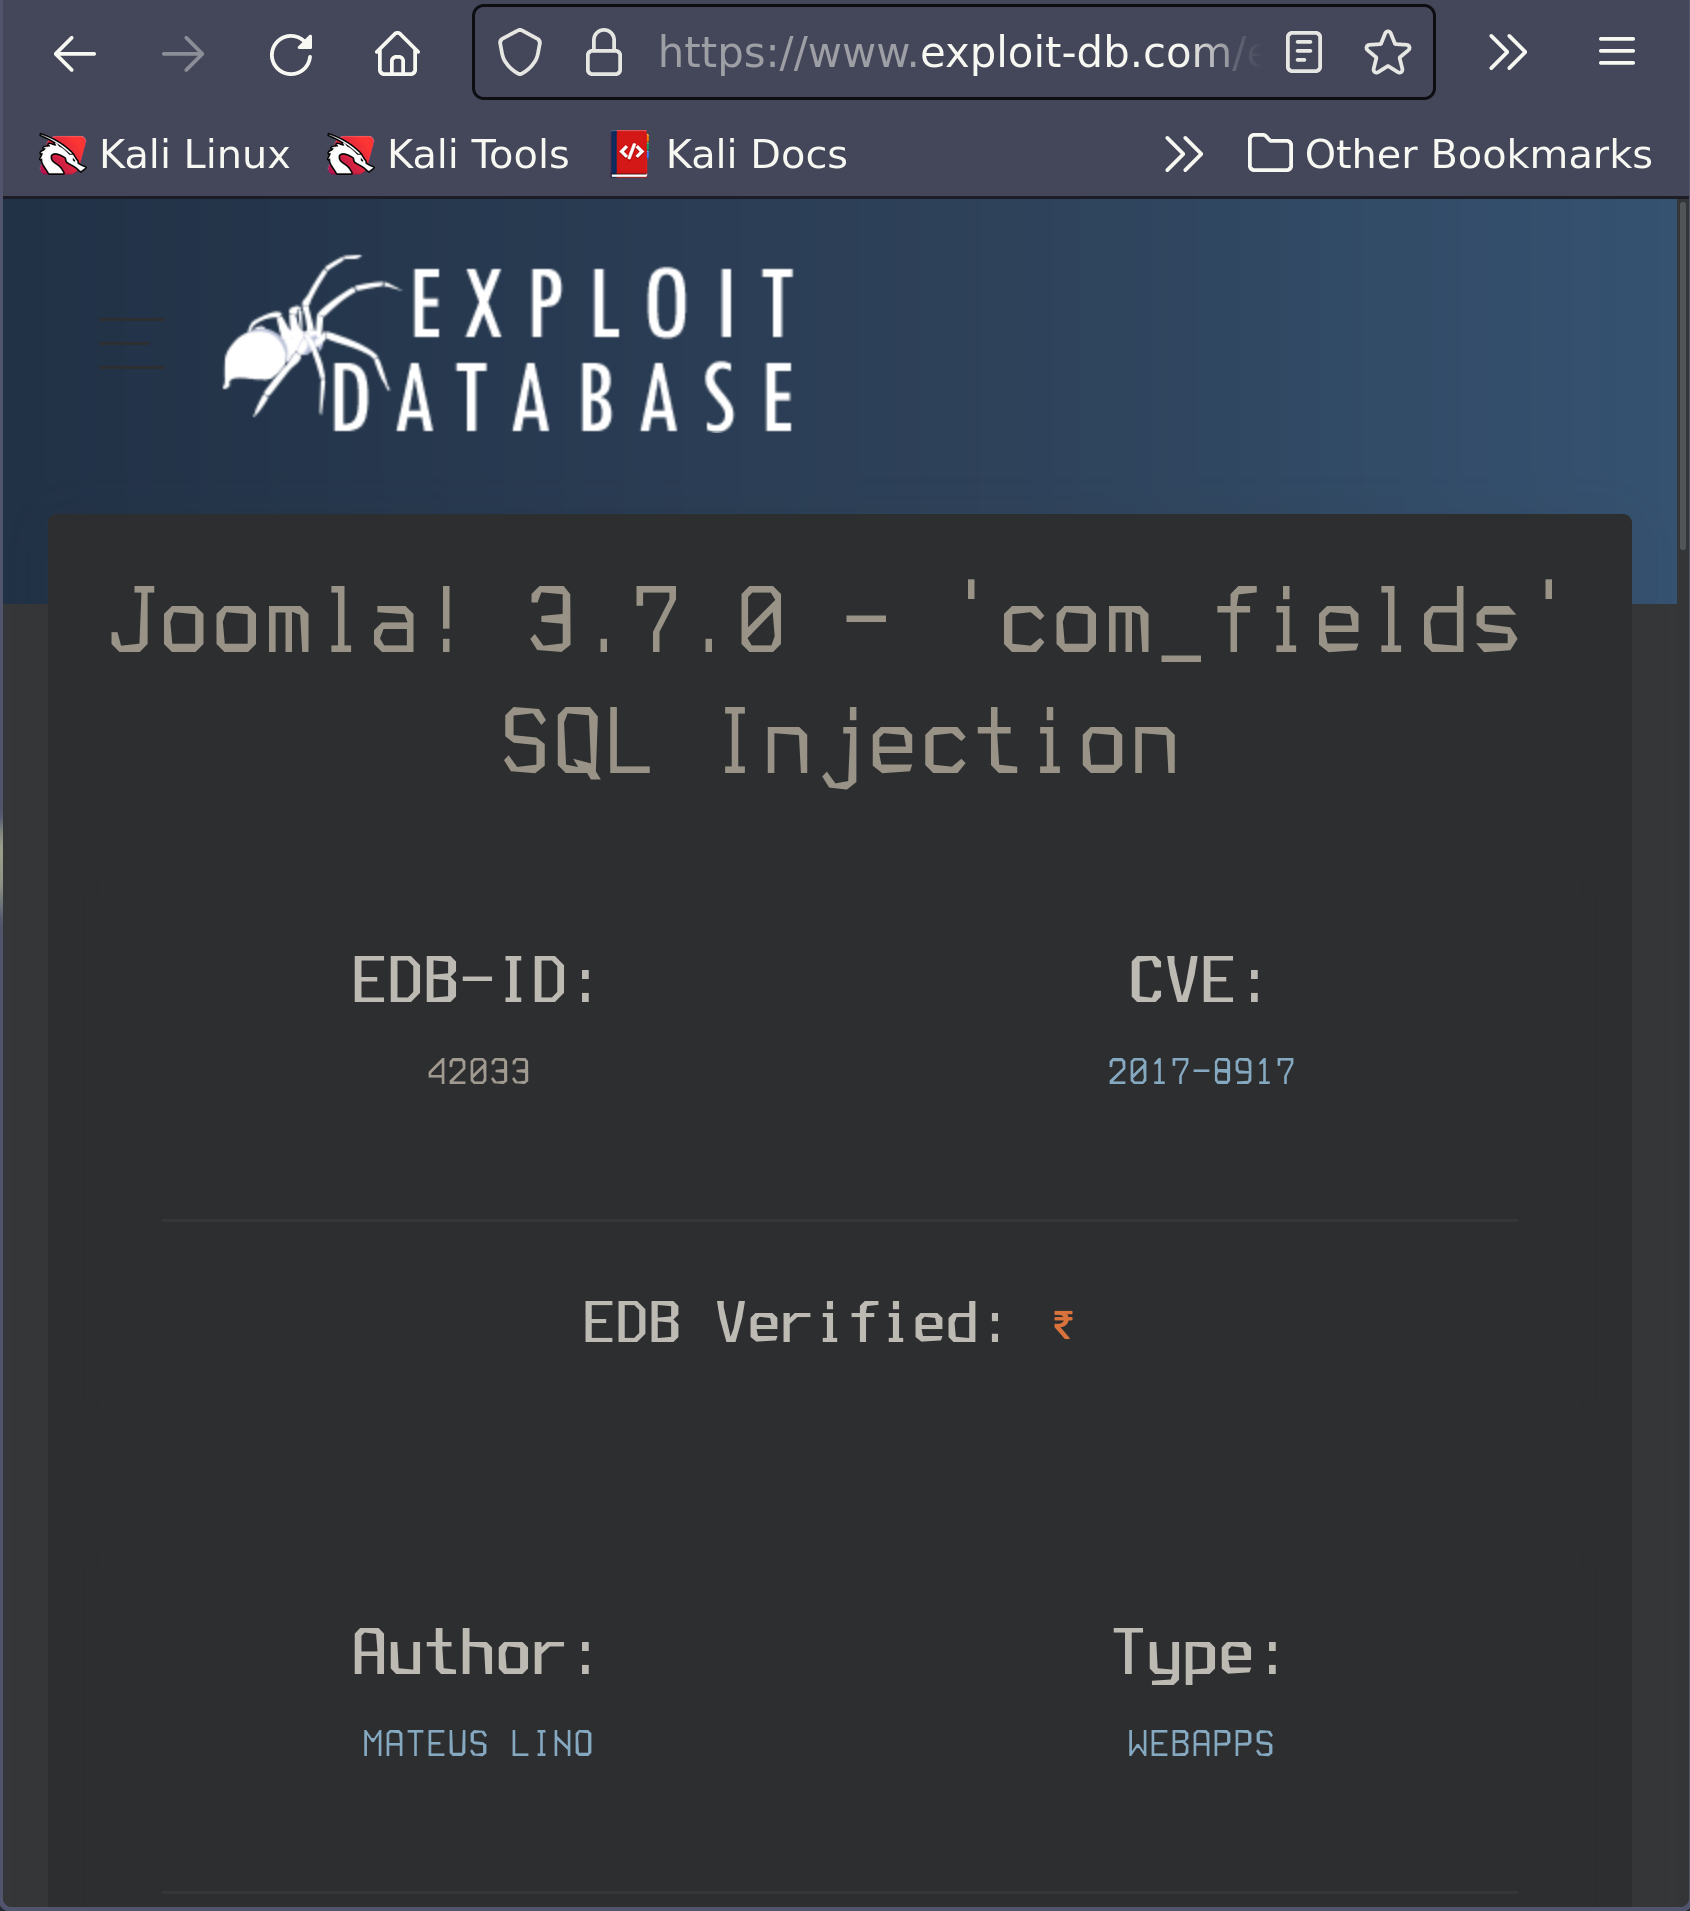 https://www.exploit-db.com/e
Kali Linux Kali Tools Kali Docs Other Bookmarks
EXPLOIT
DATABASE
Joomla! 3.7.0 - 'com_fields'
SQL Injection
EDB-ID: CVE:
42033 2017-8917
EDB Verified: ₹
Author: Type:
MATEUS LINO WEBAPPS